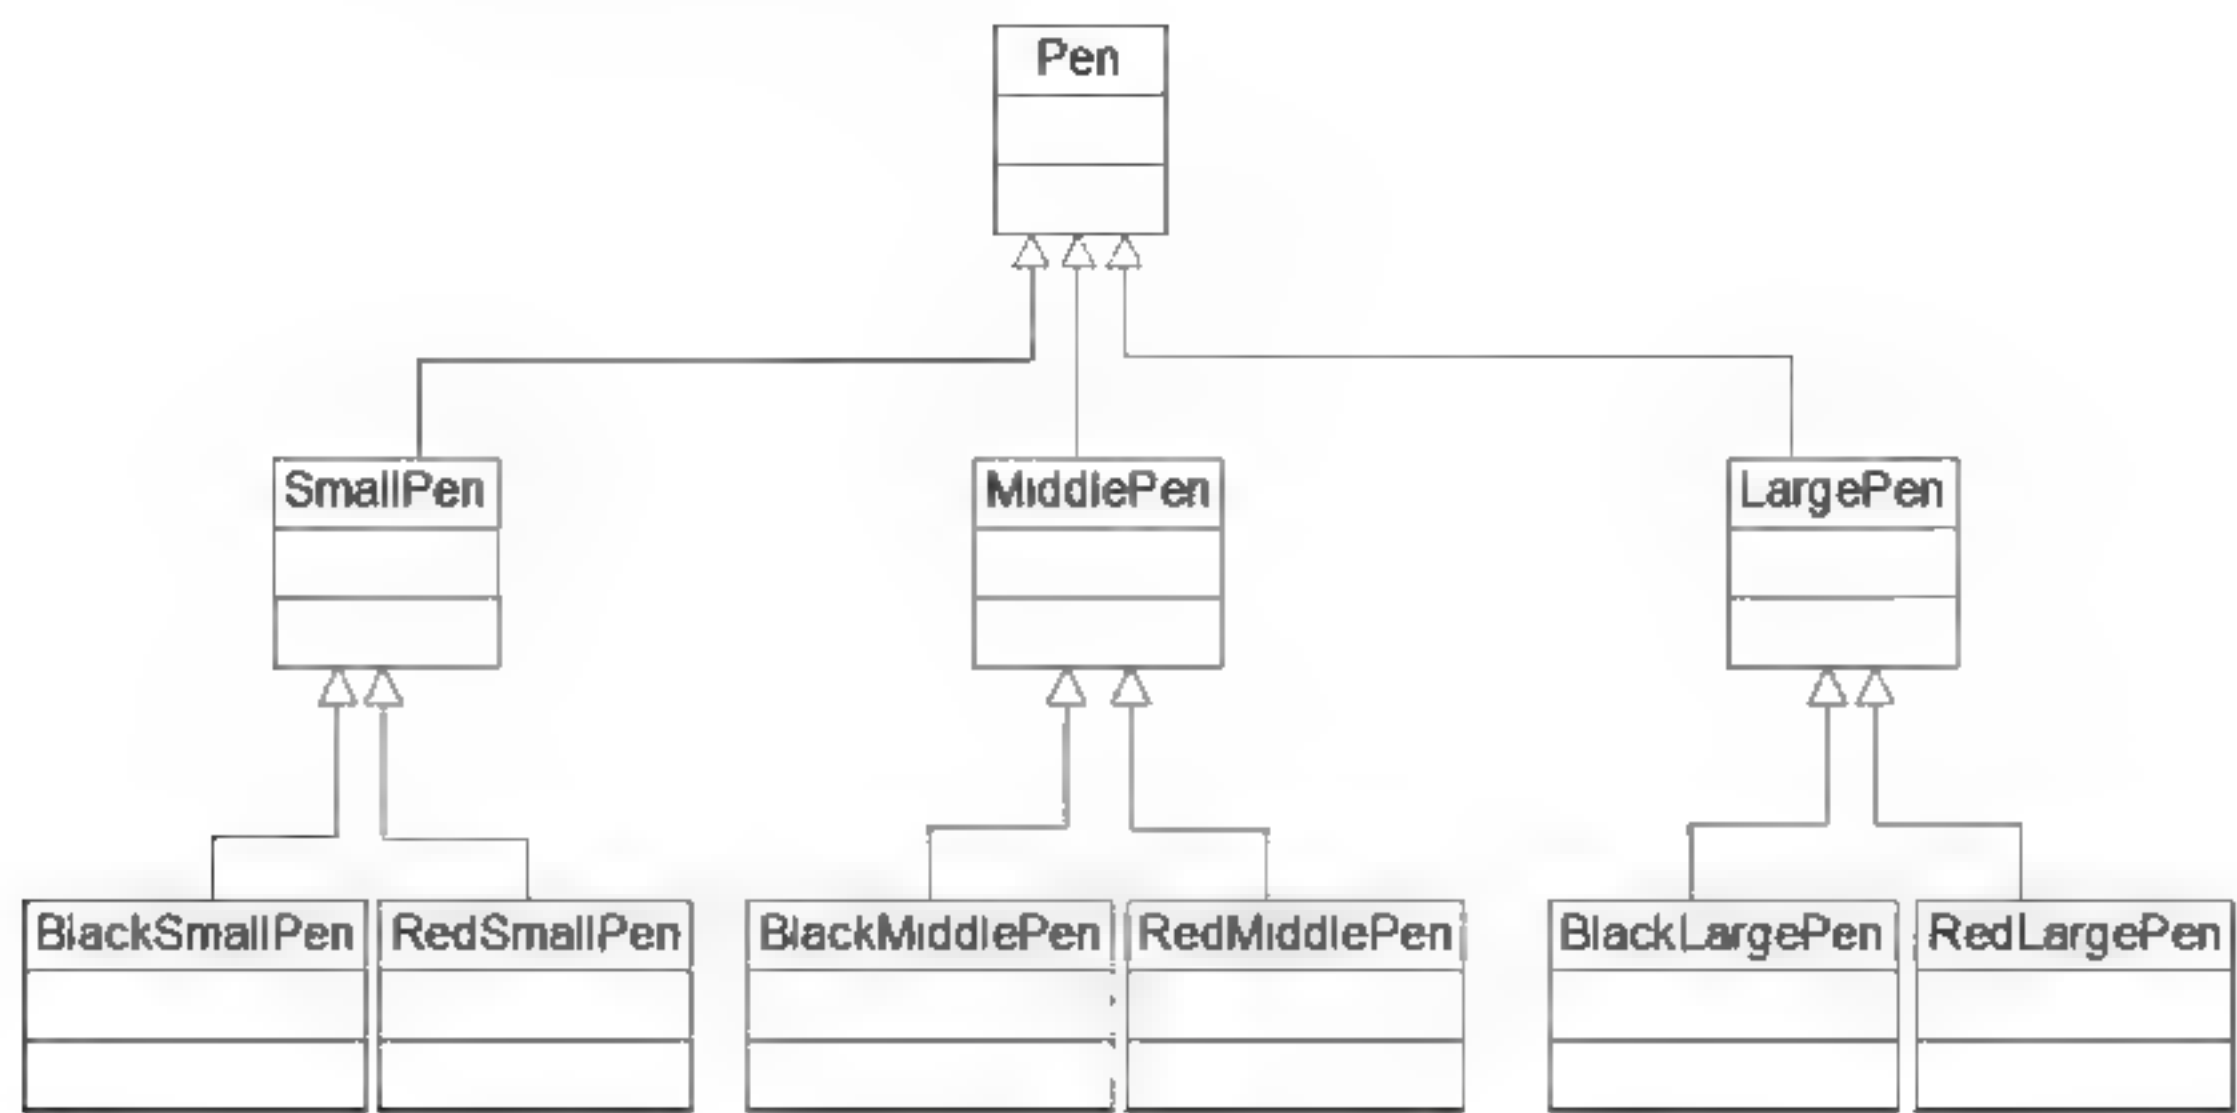 Pen
SmallPen
MiddlePen
LargePen
BlackSmallPen
RedSmallPen
BlackMiddlePen
RedMiddlePen
BlackLargePen
RedLargePen